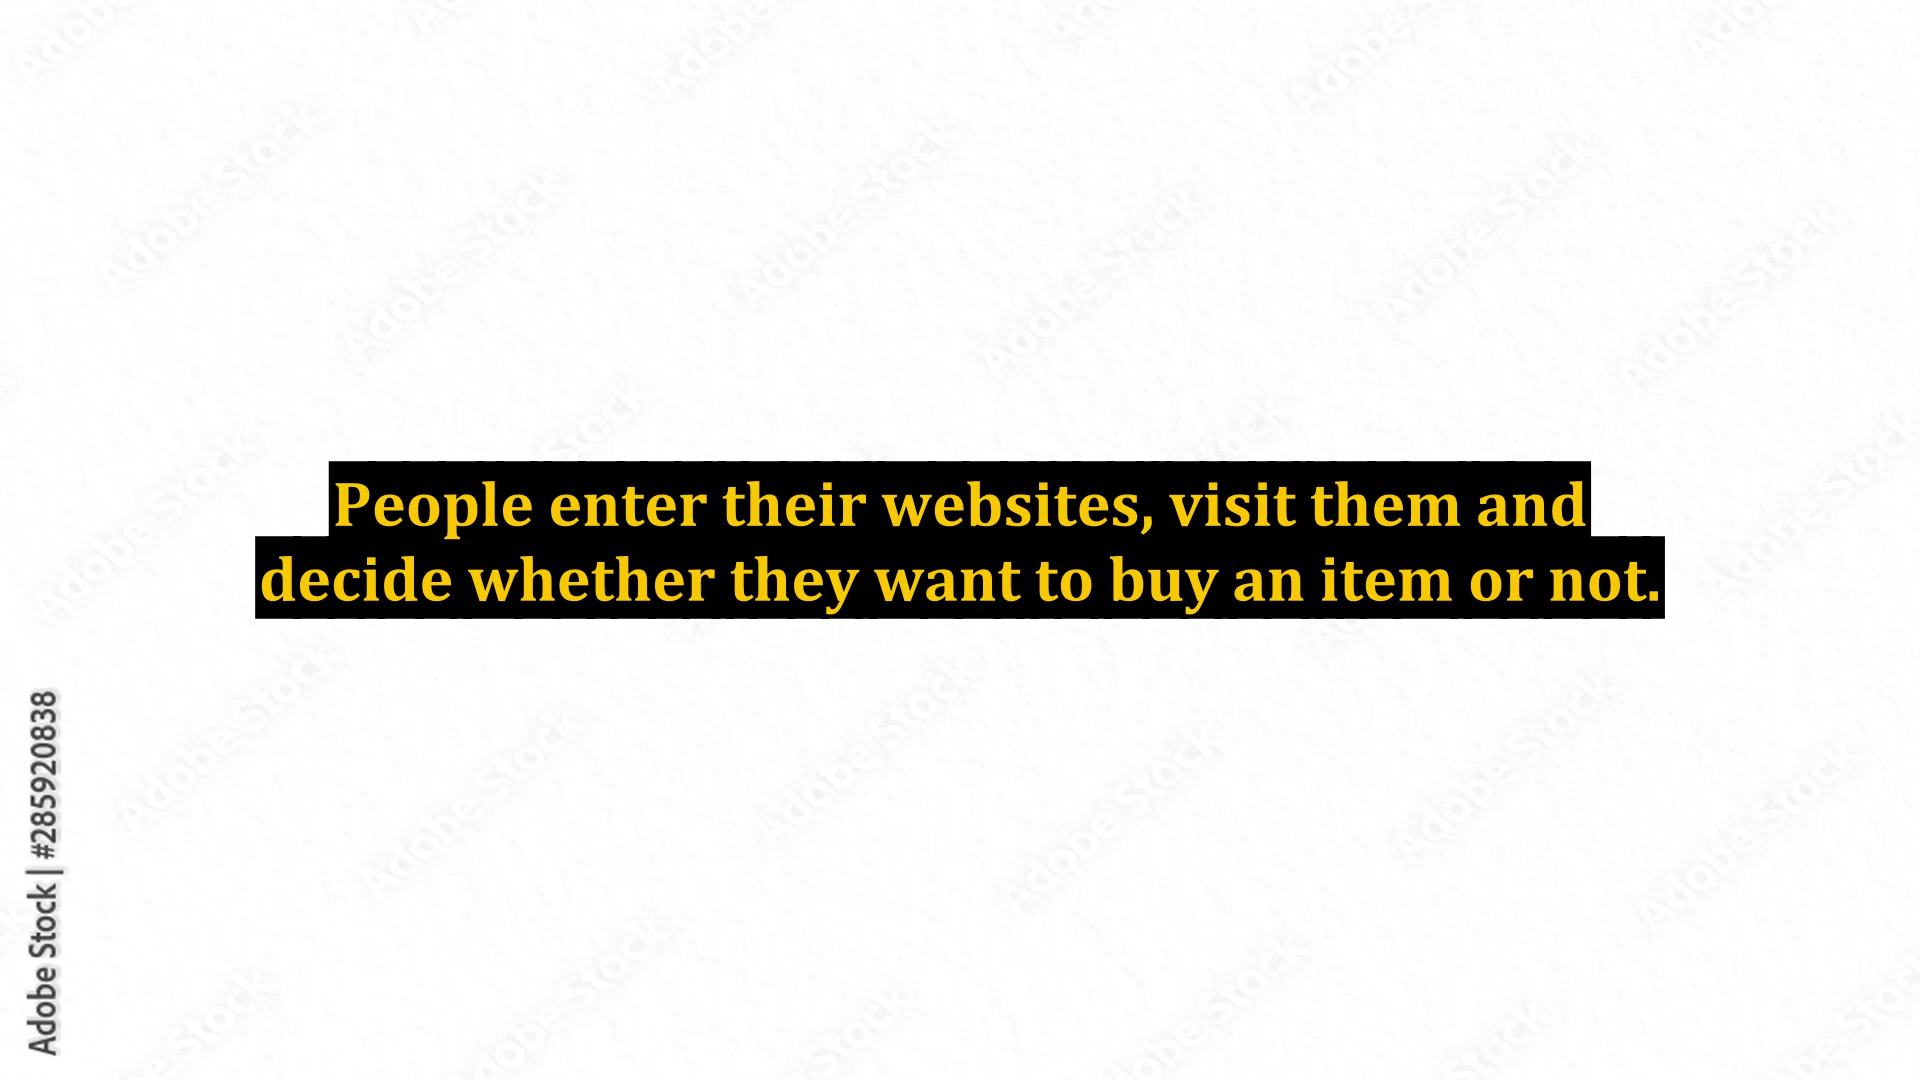 People enter their websites, visit them and
decide whether they want to buy an item or not.
Adobe Stock | #285920838